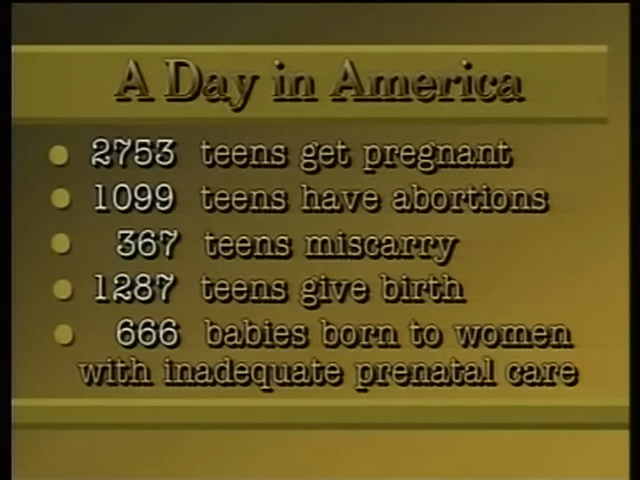 A Day in America
2753 teens get pregnant
1099 teens have abortions
367 teens miscarry
1287 teens give birth
666 babies born to women
with inadequate prenatal care